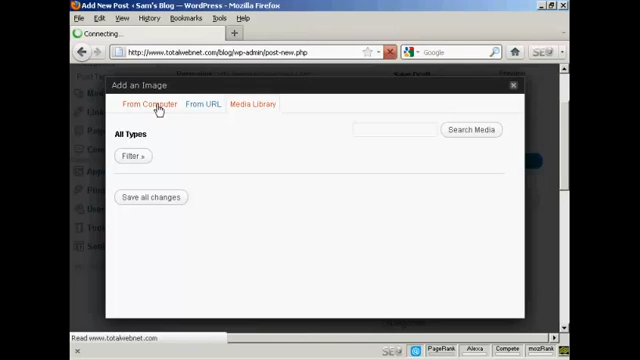 Add New Post ‹ Sam's Blog — WordPress - Mozilla Firefox
File Edit View History Bookmarks Tools Help
Connecting...
http://www.totalwebnet.com/blog/wp-admin/post-new.php
Google
Add an Image
From Computer From URL Media Library
All Types
Search Media
Filter »
Save all changes
Read www.totalwebnet.com
PageRank Alexa Compete mozRank